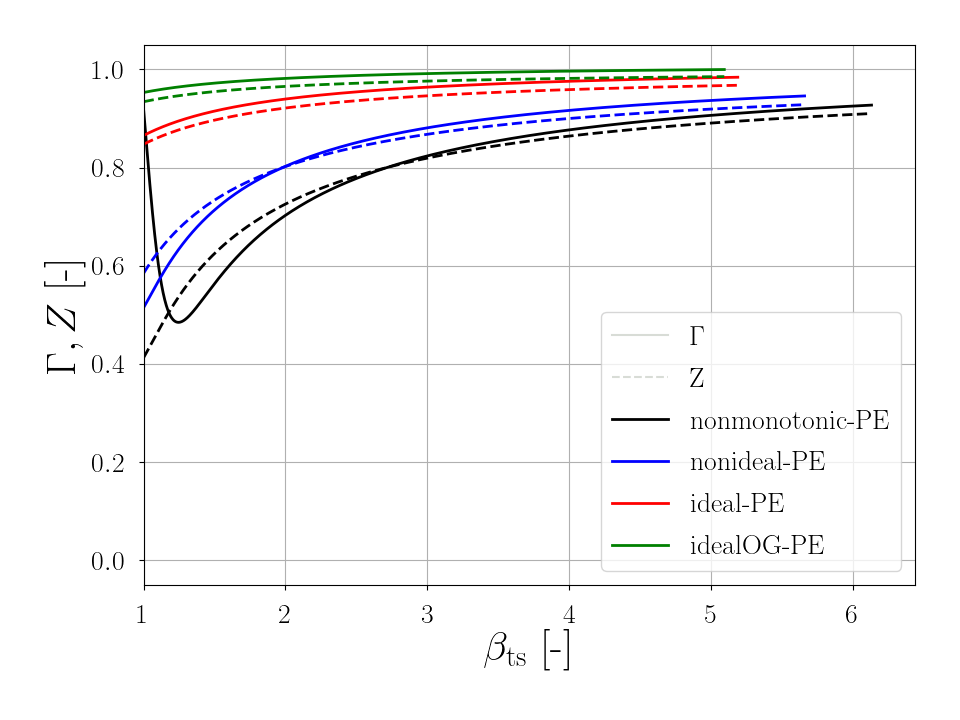 1.0
0.8
0.6
0.4
0.2
0.0
Γ, Z [-]
1 2 3 4 5 6
β_ts [-]
Γ
Z
nonmonotonic-PE
nonideal-PE
ideal-PE
idealOG-PE